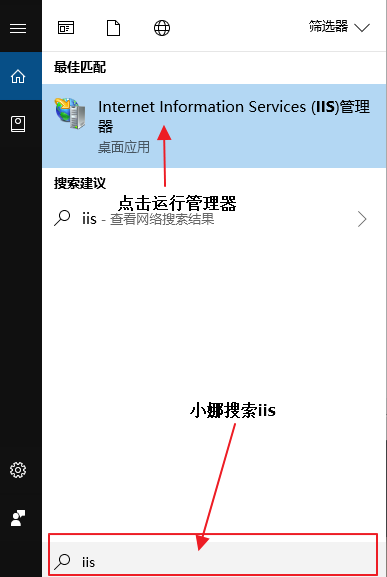 筛选器
最佳匹配
Internet Information Services (IIS)管理
器
桌面应用
搜索建议
点击运行管理器
iis - 查看网络搜索结果
小娜搜索iis
iis